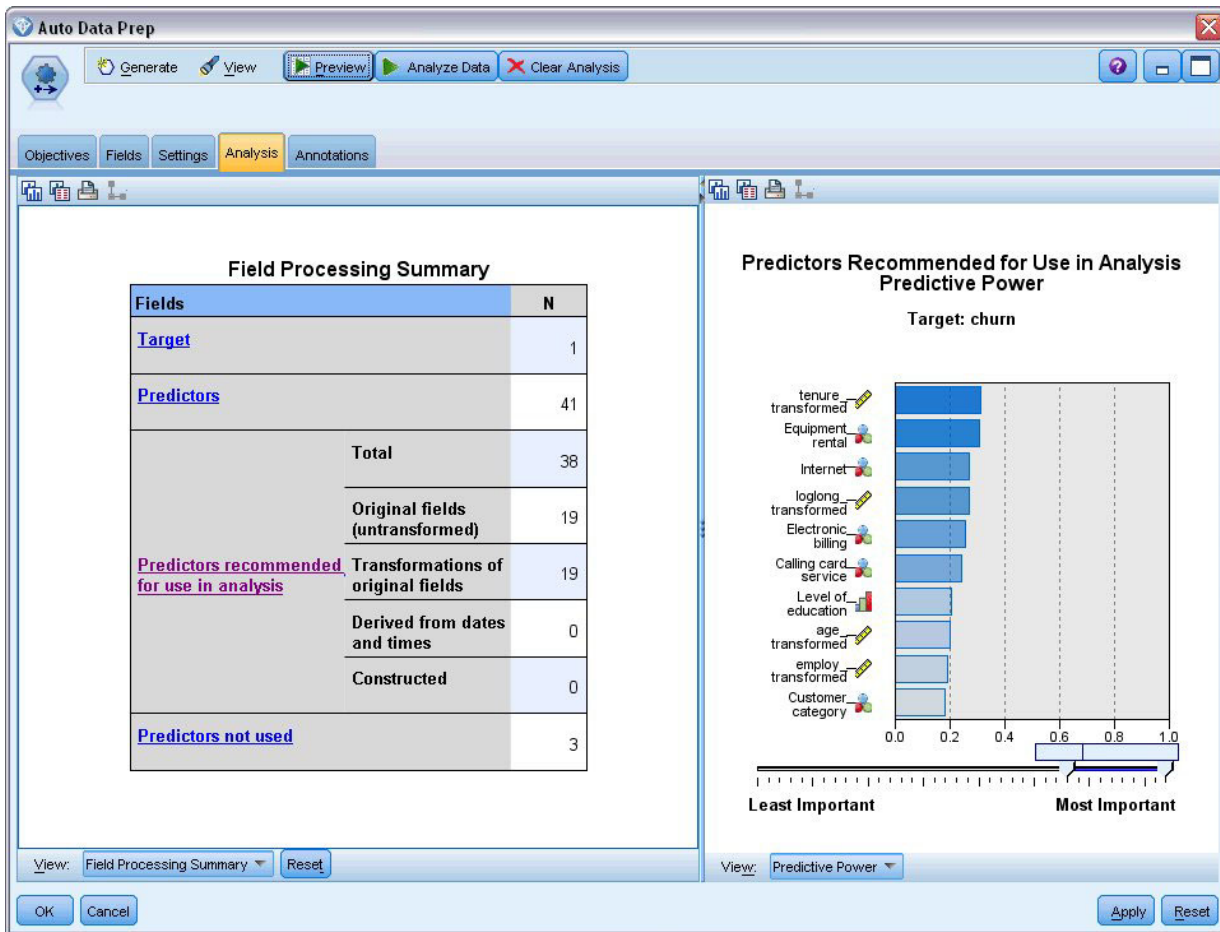 Auto Data Prep
Generate View Preview Analyze Data Clear Analysis
Objectives Fields Settings Analysis Annotations
Field Processing Summary
Fields N
Target 1
Predictors 41
Predictors recommended
for use in analysis
Total 38
Original fields
(untransformed) 19
Transformations of
original fields 19
Derived from dates
and times 0
Constructed 0
Predictors not used 3
View: Field Processing Summary Reset
Predictors Recommended for Use in Analysis
Predictive Power
Target: churn
tenure_
transformed
Equipment
rental
Internet
loglong_
transformed
Electronic
billing
Calling card
service
Level of
education
age_
transformed
employ_
transformed
Customer
category
0.0 0.2 0.4 0.6 0.8 1.0
Least Important Most Important
View: Predictive Power
OK Cancel Apply Reset